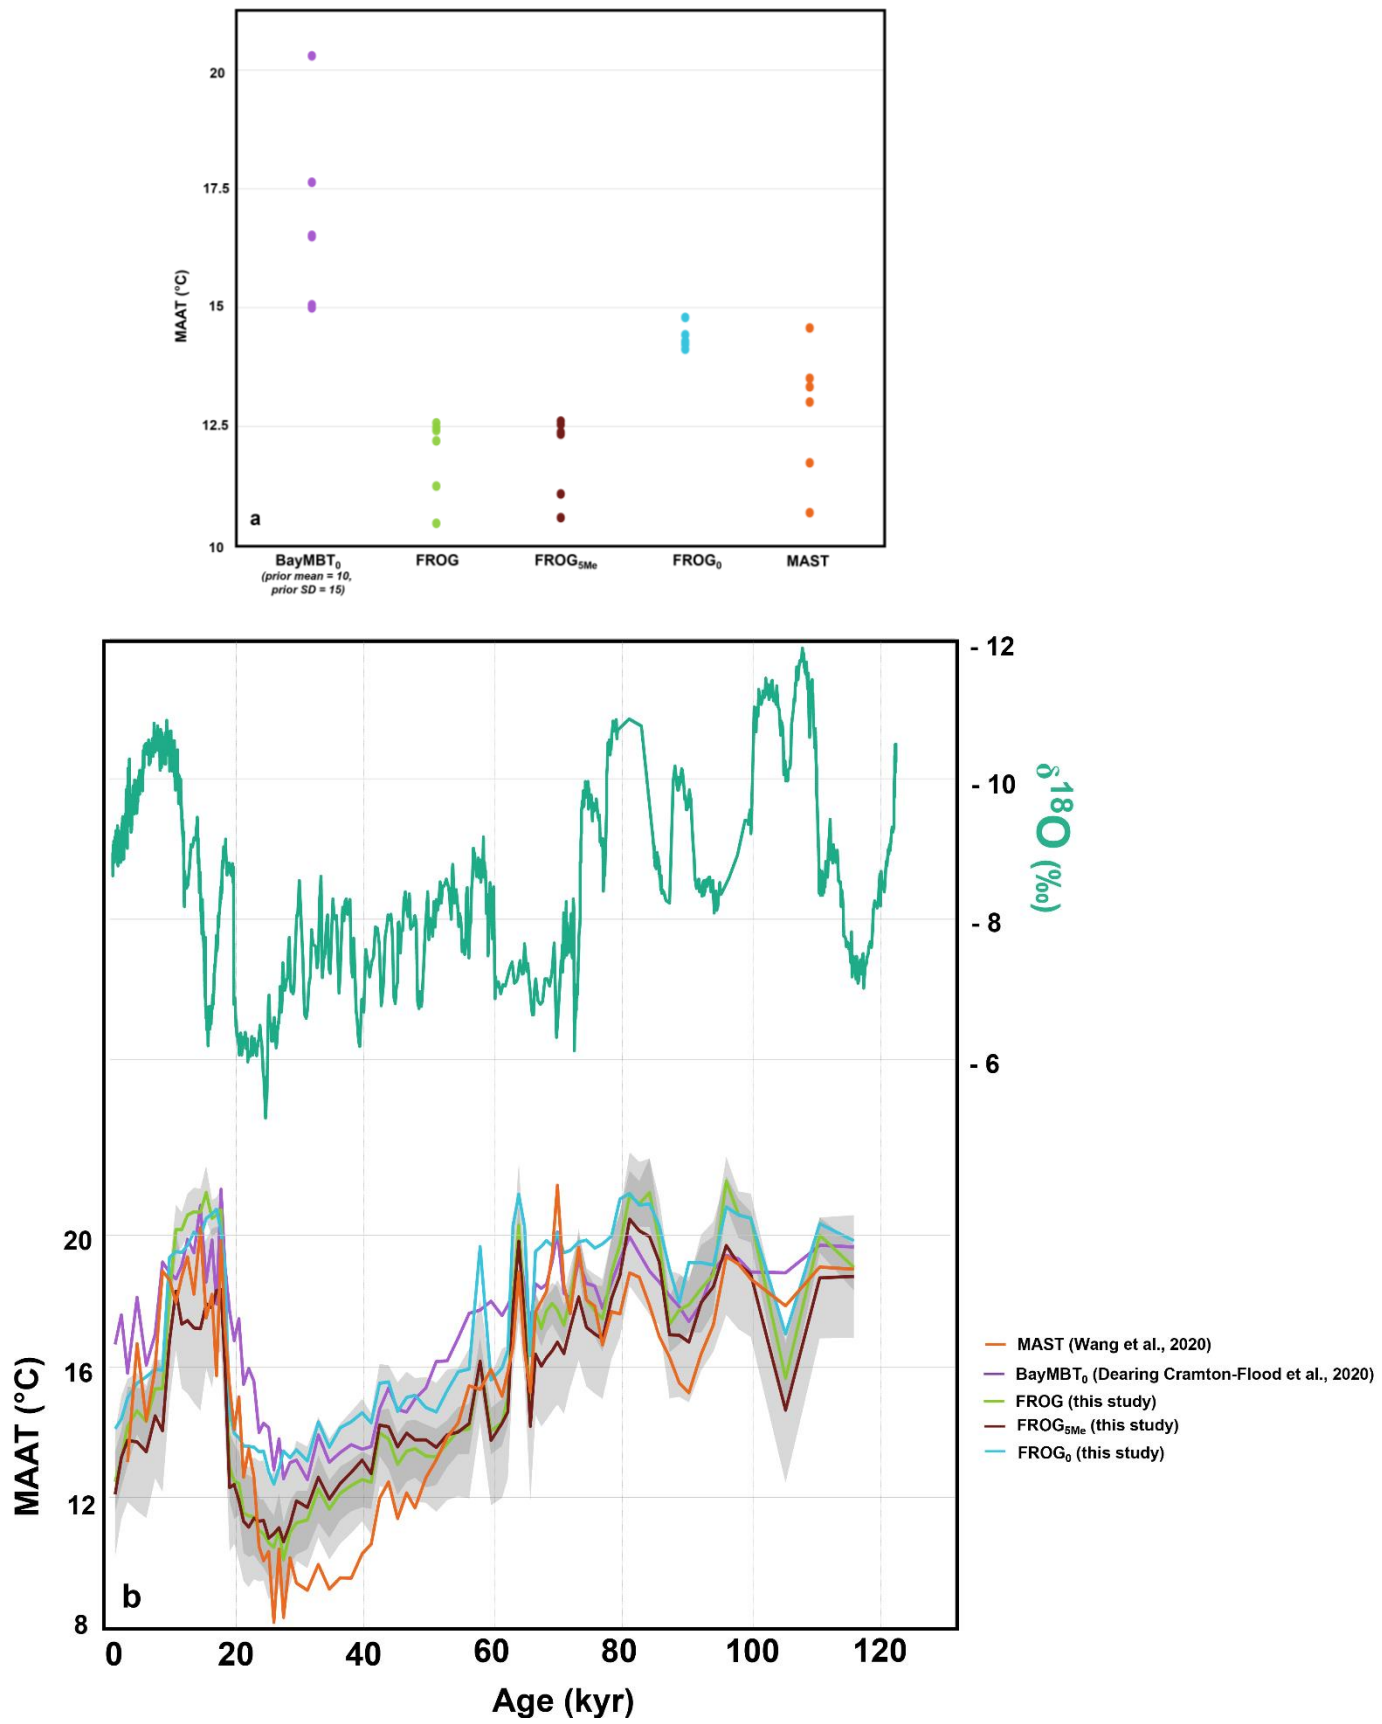 20
17.5
15
12.5
10
MAAT (°C)
a
BayMBT₀
(prior mean = 10,
prior SD = 15)
FROG
FROG₅Me
FROG₀
MAST
- 12
- 10
- 8
- 6
δ¹⁸O (‰)
20
16
12
8
MAAT (°C)
b
0 20 40 60 80 100 120
Age (kyr)
MAST (Wang et al., 2020)
BayMBT₀ (Dearing Cramton-Flood et al., 2020)
FROG (this study)
FROG₅Me (this study)
FROG₀ (this study)